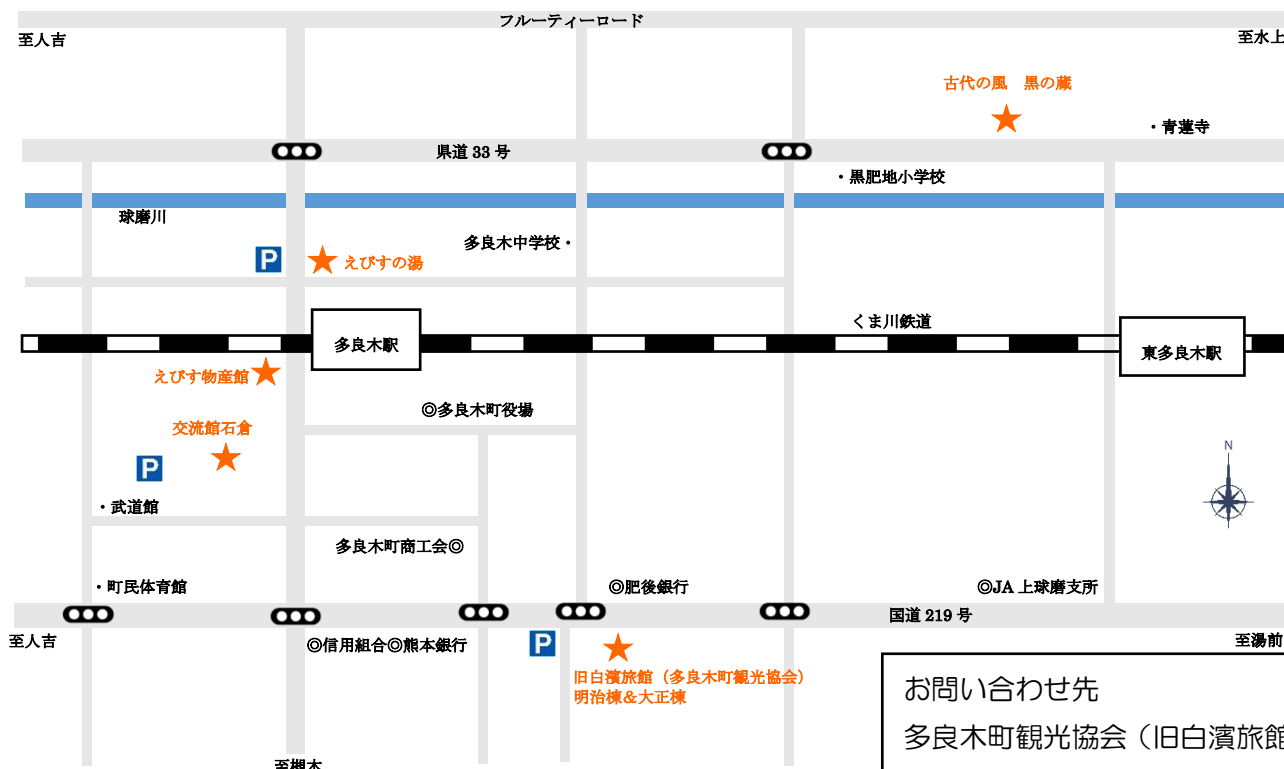 フルーティーロード
至人吉
至水上
古代の風　黒の蔵
・青蓮寺
県道 33 号
・黒肥地小学校
球磨川
多良木中学校・
P
えびすの湯
くま川鉄道
多良木駅
東多良木駅
えびす物産館
◎多良木町役場
交流館石倉
N
P
・武道館
多良木町商工会◎
・町民体育館
◎肥後銀行
◎JA 上球磨支所
国道 219 号
至人吉
◎信用組合◎熊本銀行
P
至湯前
旧白濱旅館（多良木町観光協会）
明治棟＆大正棟
お問い合わせ先
多良木町観光協会（旧白濱旅館
至槻木